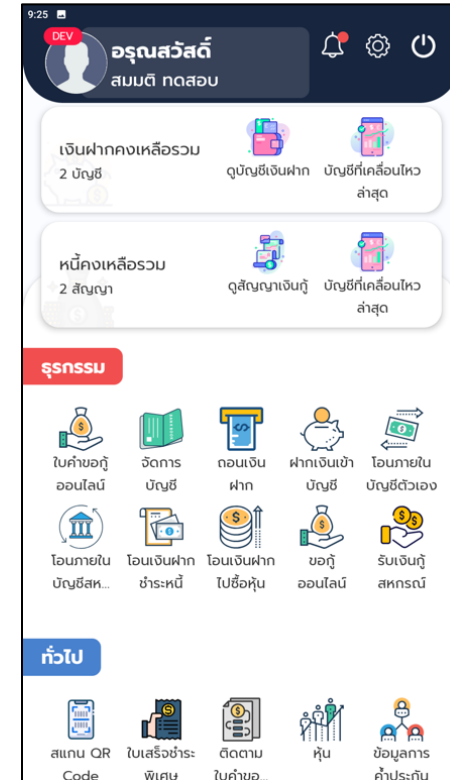 9:25
DEV
อรุณสวัสดิ์
สมมติ ทดสอบ
เงินฝากคงเหลือรวม
2 บัญชี
ดูบัญชีเงินฝาก
บัญชีที่เคลื่อนไหว
ล่าสุด
หนี้คงเหลือรวม
2 สัญญา
ดูสัญญาเงินกู้
บัญชีที่เคลื่อนไหว
ล่าสุด
ธุรกรรม
ใบคำขอกู้
ออนไลน์
จัดการ
บัญชี
ถอนเงิน
ฝาก
ฝากเงินเข้า
บัญชี
โอนภายใน
บัญชีตัวเอง
โอนภายใน
บัญชีสห...
โอนเงินฝาก
ชำระหนี้
โอนเงินฝาก
ไปซื้อหุ้น
ขอกู้
ออนไลน์
รับเงินกู้
สหกรณ์
ทั่วไป
สแกน QR
Code
ใบเสร็จชำระ
พิเศษ
ติดตาม
ใบคำขอ...
หุ้น
ข้อมูลการ
ค้ำประกัน